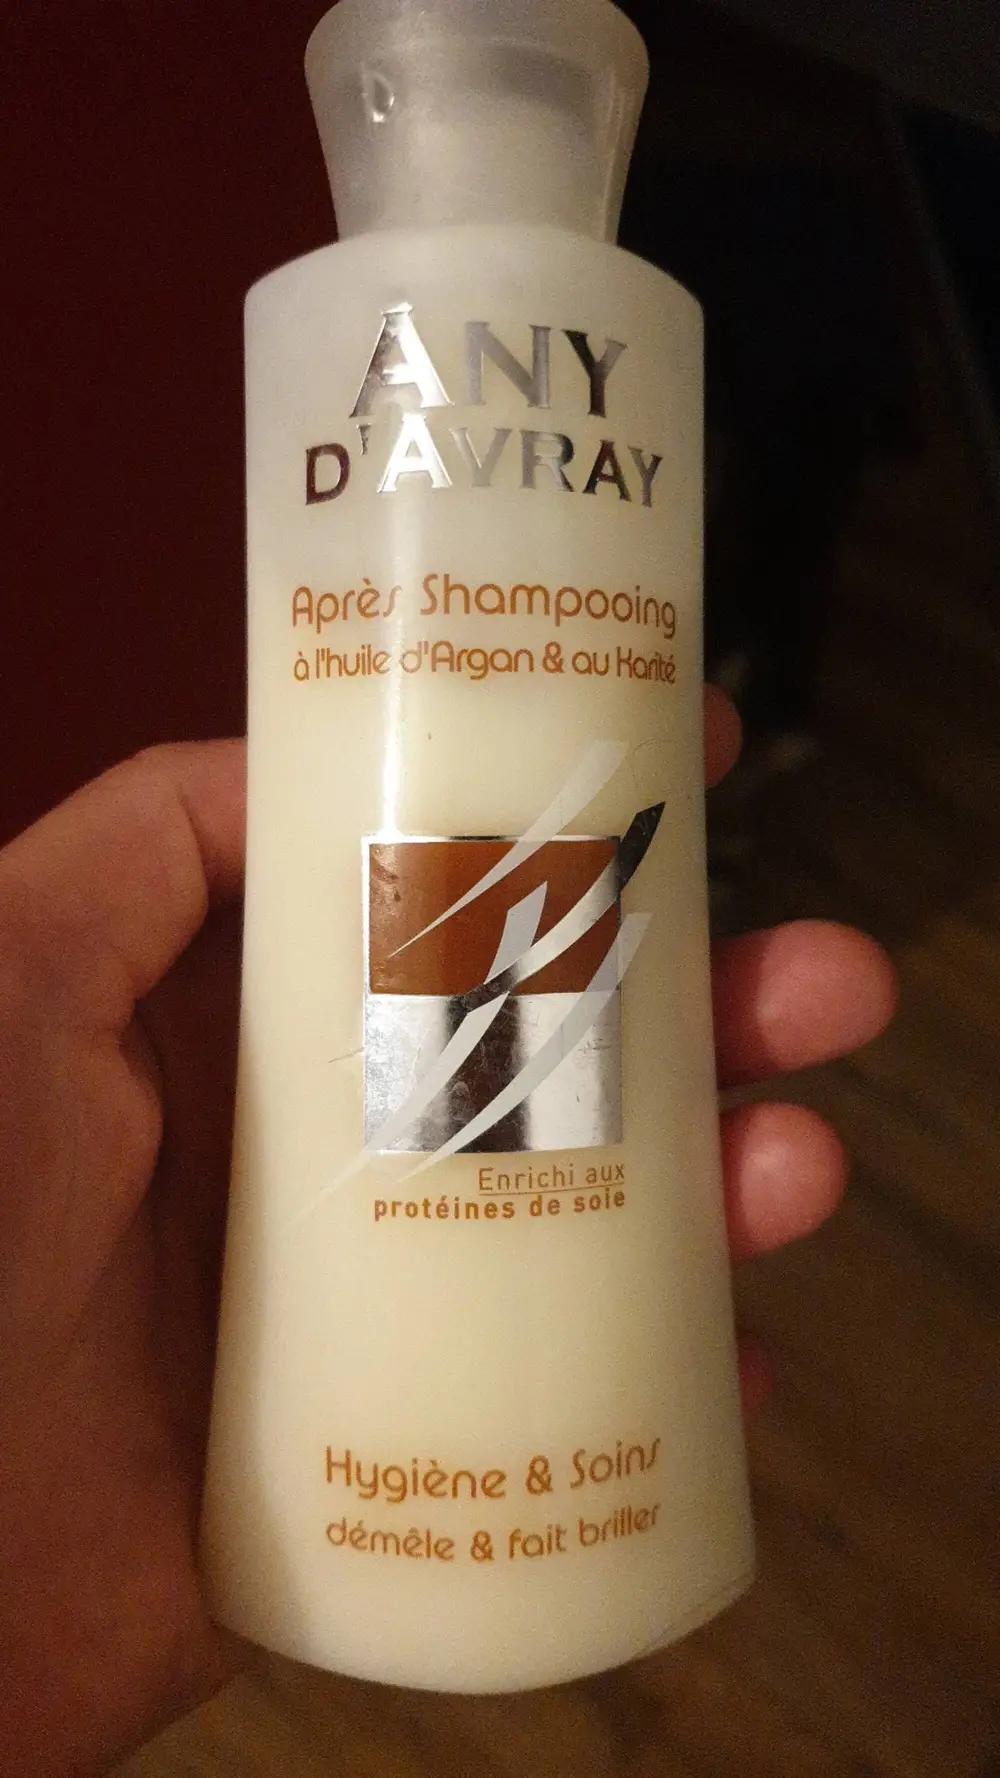 ANY
D'AVRAY
Après Shampooing
à l'huile d'Argan & au Karité
Enrichi aux
protéines de soie
Hygiène & Soins
démêle & fait briller